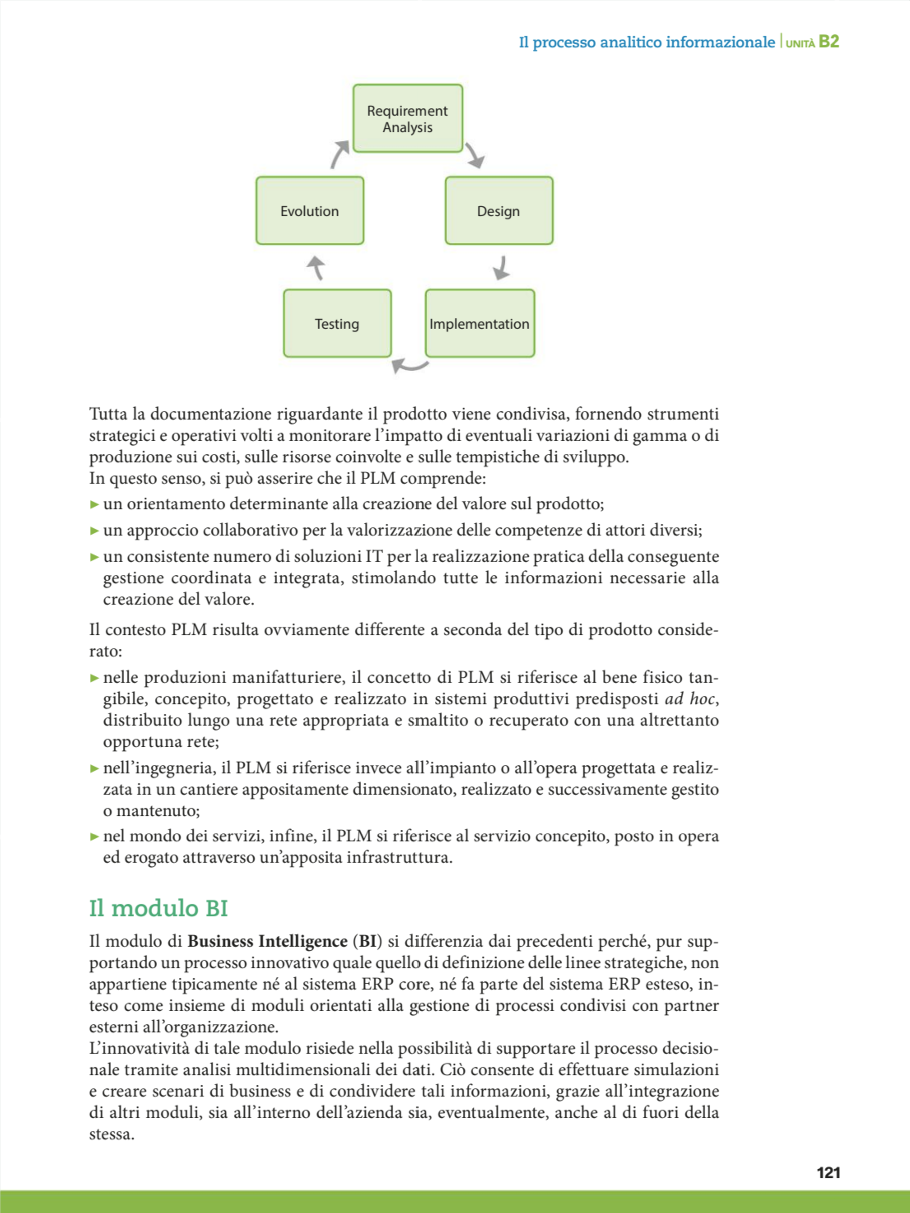 Il processo analitico informazionale | UNITÀ B2
Requirement
Analysis
Evolution
Design
Testing
Implementation
Tutta la documentazione riguardante il prodotto viene condivisa, fornendo strumenti
strategici e operativi volti a monitorare l’impatto di eventuali variazioni di gamma o di
produzione sui costi, sulle risorse coinvolte e sulle tempistiche di sviluppo.
In questo senso, si può asserire che il PLM comprende:
▶ un orientamento determinante alla creazione del valore sul prodotto;
▶ un approccio collaborativo per la valorizzazione delle competenze di attori diversi;
▶ un consistente numero di soluzioni IT per la realizzazione pratica della conseguente
gestione coordinata e integrata, stimolando tutte le informazioni necessarie alla
creazione del valore.
Il contesto PLM risulta ovviamente differente a seconda del tipo di prodotto conside-
rato:
▶ nelle produzioni manifatturiere, il concetto di PLM si riferisce al bene fisico tan-
gibile, concepito, progettato e realizzato in sistemi produttivi predisposti ad hoc,
distribuito lungo una rete appropriata e smaltito o recuperato con una altrettanto
opportuna rete;
▶ nell’ingegneria, il PLM si riferisce invece all’impianto o all’opera progettata e realiz-
zata in un cantiere appositamente dimensionato, realizzato e successivamente gestito
o mantenuto;
▶ nel mondo dei servizi, infine, il PLM si riferisce al servizio concepito, posto in opera
ed erogato attraverso un’apposita infrastruttura.
Il modulo BI
Il modulo di Business Intelligence (BI) si differenzia dai precedenti perché, pur sup-
portando un processo innovativo quale quello di definizione delle linee strategiche, non
appartiene tipicamente né al sistema ERP core, né fa parte del sistema ERP esteso, in-
teso come insieme di moduli orientati alla gestione di processi condivisi con partner
esterni all’organizzazione.
L’innovatività di tale modulo risiede nella possibilità di supportare il processo decisio-
nale tramite analisi multidimensionali dei dati. Ciò consente di effettuare simulazioni
e creare scenari di business e di condividere tali informazioni, grazie all’integrazione
di altri moduli, sia all’interno dell’azienda sia, eventualmente, anche al di fuori della
stessa.
121